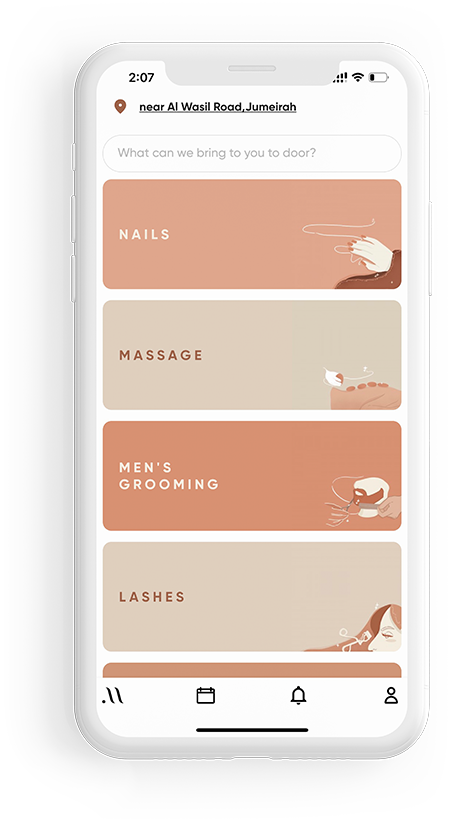 2:07
near Al Wasil Road,Jumeirah
What can we bring to you to door?
NAILS
MASSAGE
MEN'S
GROOMING
LASHES